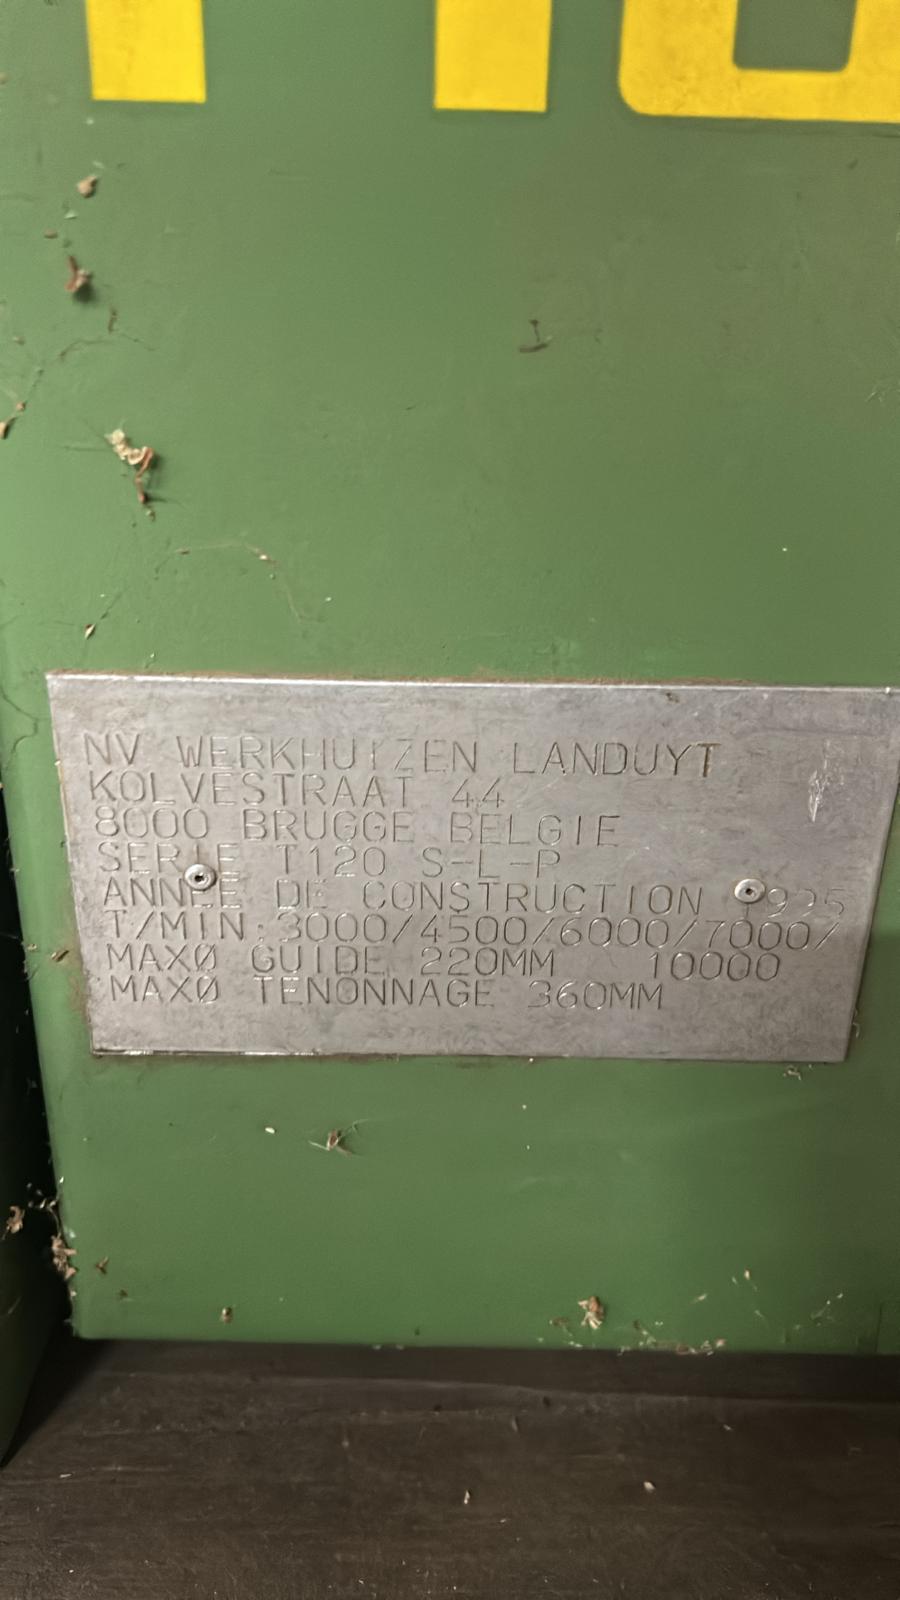 NV WERKHUIZEN LANDUYT
KOLVESTRAAT 44
8000 BRUGGE BELGIE
SERIE T120 S-L-P
ANNEE DE CONSTRUCTION 1995
T/MIN:3000/4500/6000/7000/
MAXØ GUIDE 220MM 10000
MAXØ TENONNAGE 360MM